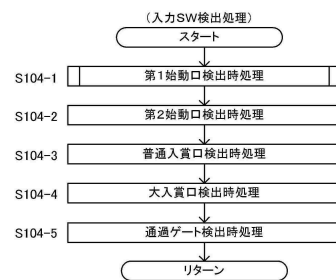 (入力SW検出処理)
スタート
S104-1 第1始動口検出時処理
S104-2 第2始動口検出時処理
S104-3 普通入賞口検出時処理
S104-4 大入賞口検出時処理
S104-5 通過ゲート検出時処理
リターン